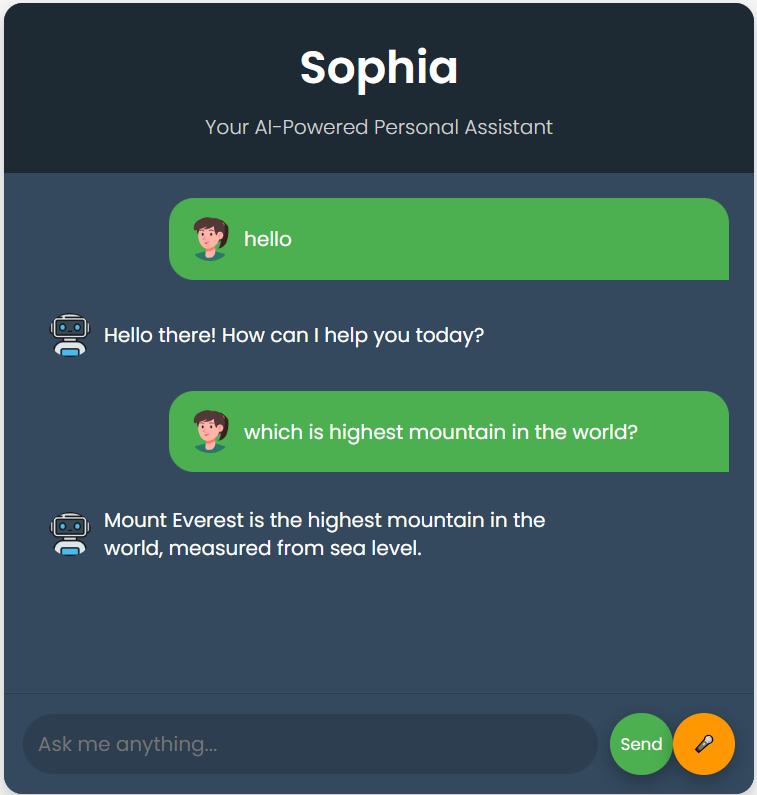 Sophia
Your AI-Powered Personal Assistant
hello
Hello there! How can I help you today?
which is highest mountain in the world?
Mount Everest is the highest mountain in the
world, measured from sea level.
Ask me anything...
Send